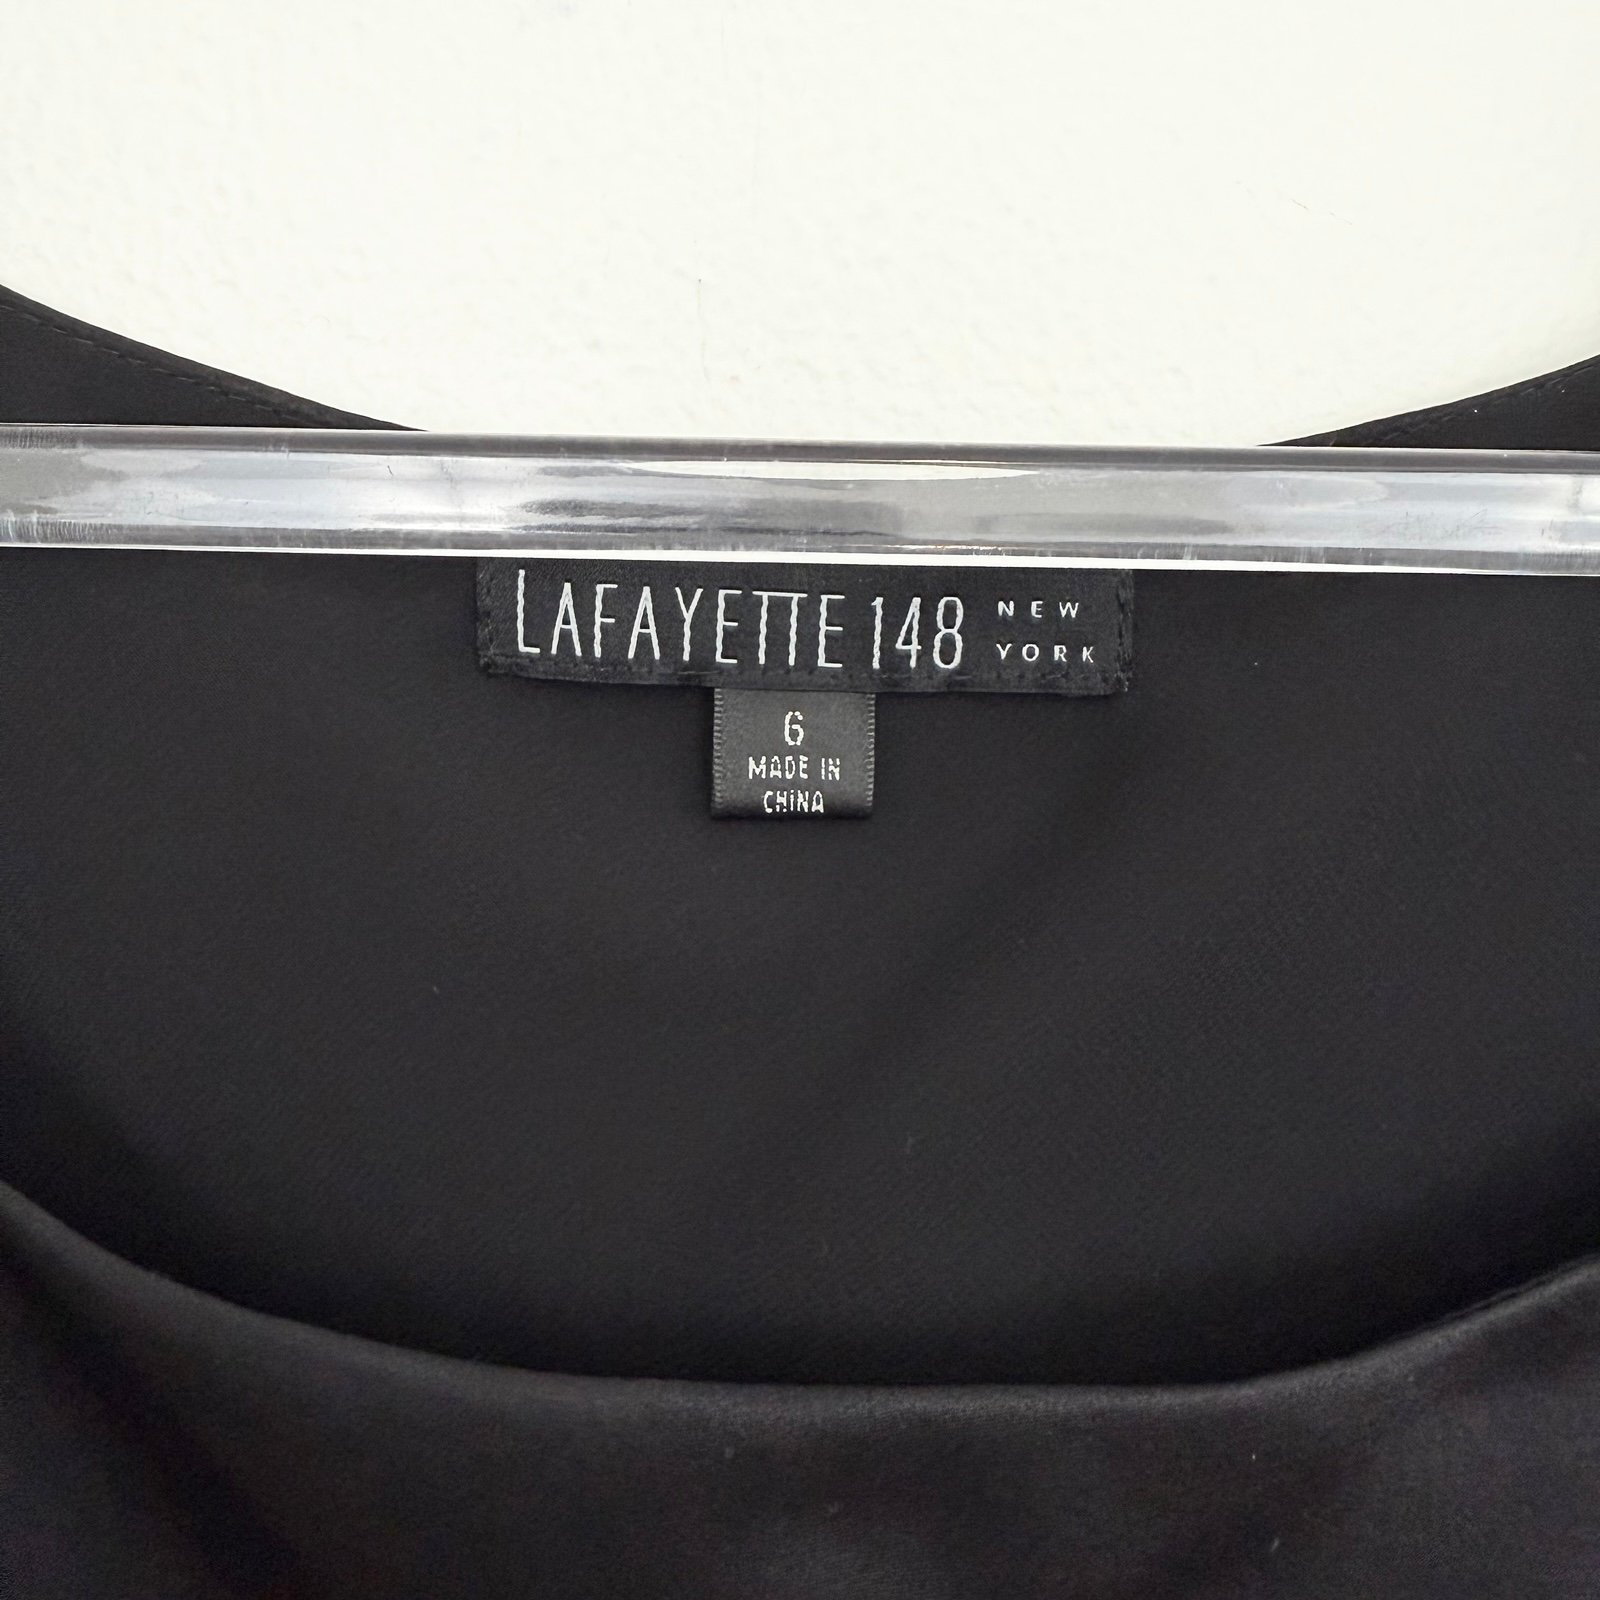 LAFAYETTE 148 NEW
YORK
6
MADE IN
CHINA